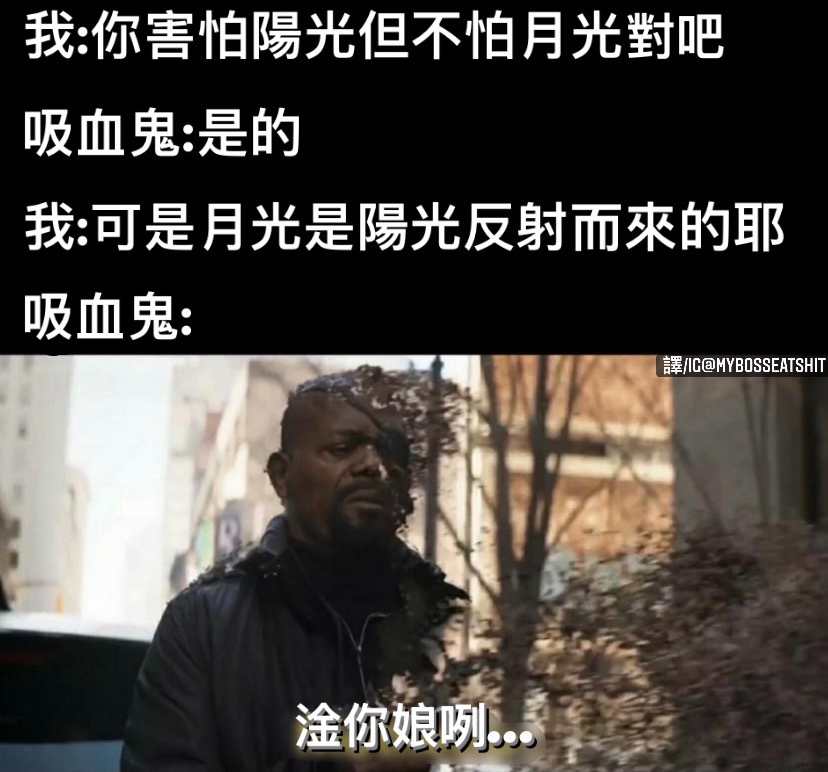 我:你害怕陽光但不怕月光對吧
吸血鬼:是的
我:可是月光是陽光反射而來的耶
吸血鬼:
譯/IG@MYBOSSEATSHIT
淦你娘咧...